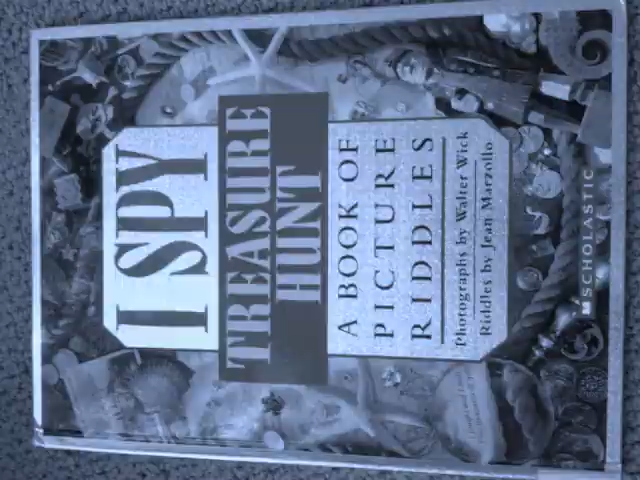 I SPY
TREASURE
HUNT
A BOOK OF
PICTURE
RIDDLES
Photographs by Walter Wick
Riddles by Jean Marzollo
SCHOLASTIC